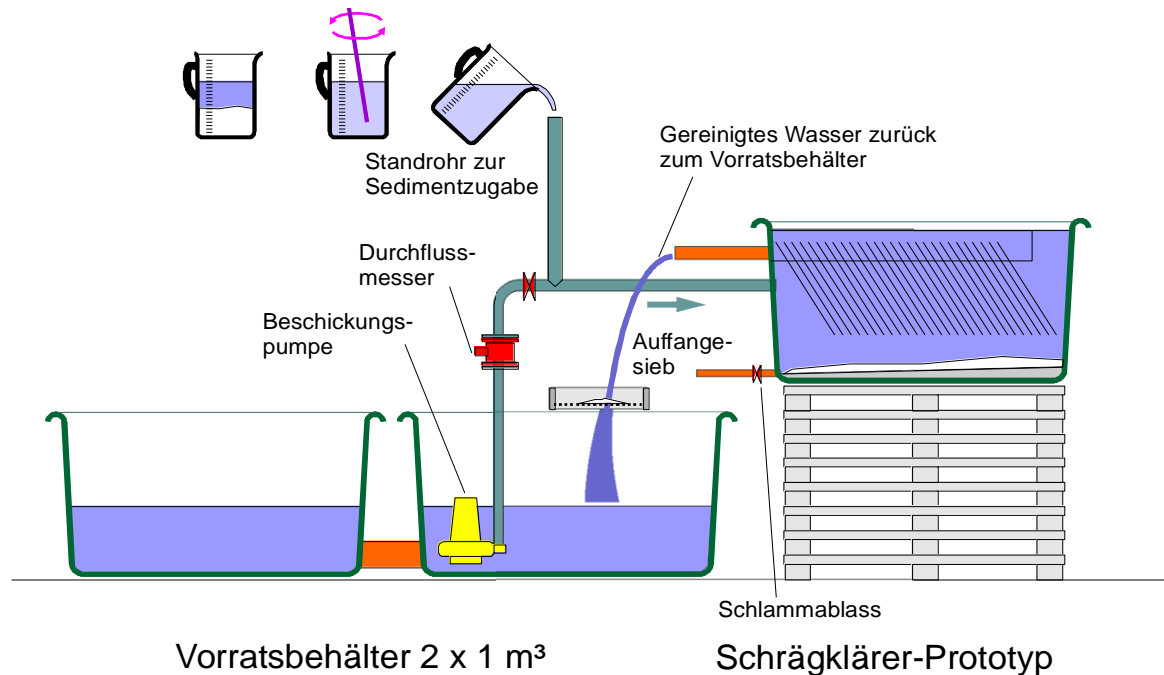 Standrohr zur
Sedimentzugabe
Gereinigtes Wasser zurück
zum Vorratsbehälter
Durchfluss-
messer
Beschickungs-
pumpe
Auffange-
sieb
Schlammablass
Vorratsbehälter 2 x 1 m³
Schrägklärer-Prototyp